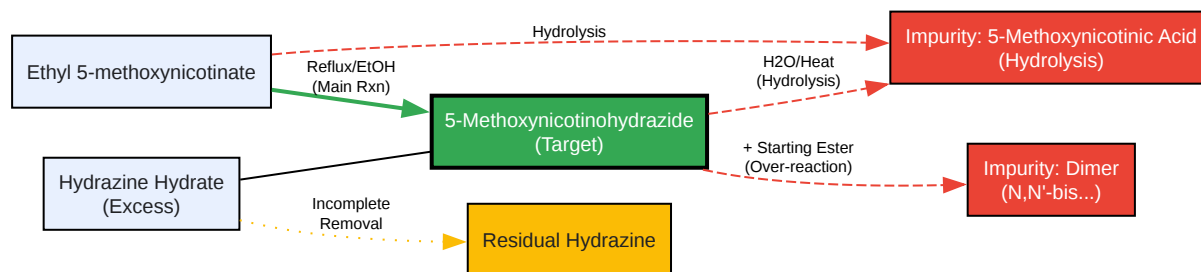 Ethyl 5-methoxynicotinate
Hydrolysis
Reflux/EtOH
(Main Rxn)
Impurity: 5-Methoxynicotinic Acid
(Hydrolysis)
H2O/Heat
(Hydrolysis)
5-Methoxynicotinohydrazide
(Target)
+ Starting Ester
(Over-reaction)
Impurity: Dimer
(N,N'-bis...)
Hydrazine Hydrate
(Excess)
Incomplete
Removal
Residual Hydrazine